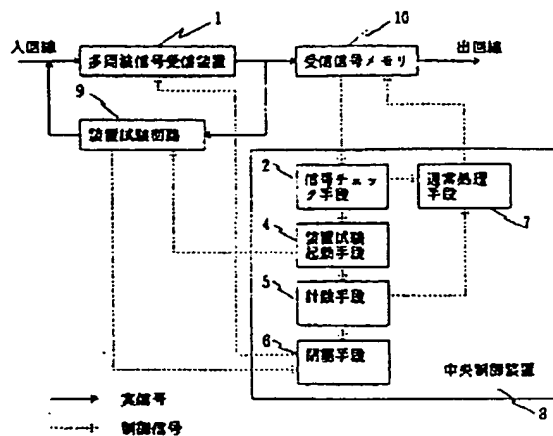 1
10
入回線
多周波信号受信装置
受信信号メモリ
出回線
9
装置試験回路
2
信号チェッ
ク手段
通常処理
手段
7
4
装置試験
起動手段
5
計数手段
6
閉塞手段
中央制御装置
8
実信号
制御信号